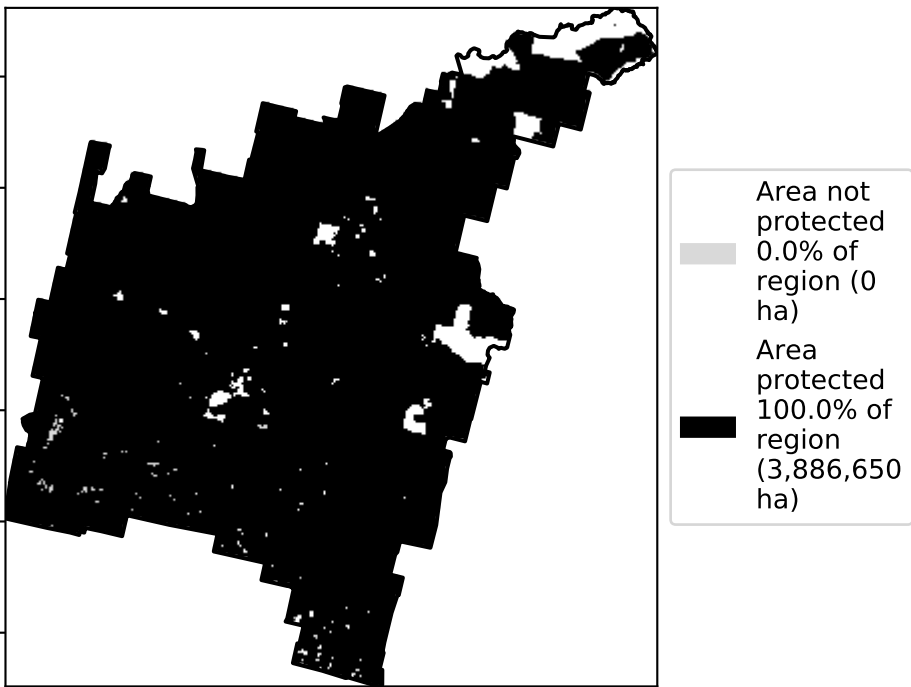 Area not
protected
0.0% of
region (0
ha)
Area
protected
100.0% of
region
(3,886,650
ha)